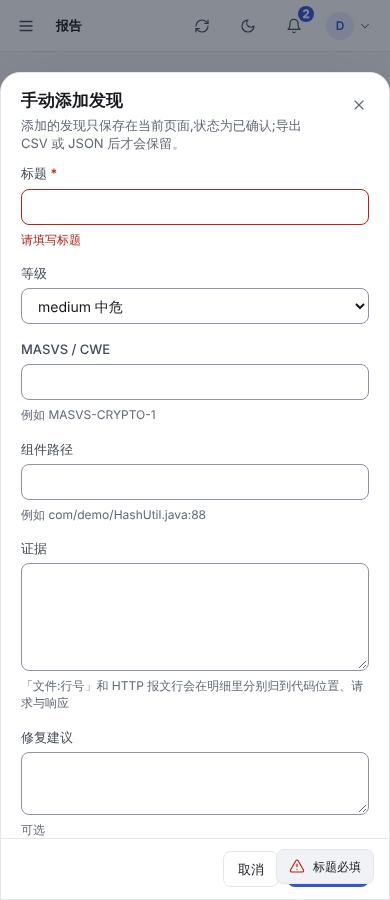 报告
2
D
手动添加发现
添加的发现只保存在当前页面,状态为已确认;导出
CSV 或 JSON 后才会保留。
标题 *
请填写标题
等级
medium 中危
MASVS / CWE
例如 MASVS-CRYPTO-1
组件路径
例如 com/demo/HashUtil.java:88
证据
「文件:行号」和 HTTP 报文行会在明细里分别归到代码位置、请
求与响应
修复建议
可选
取消
标题必填